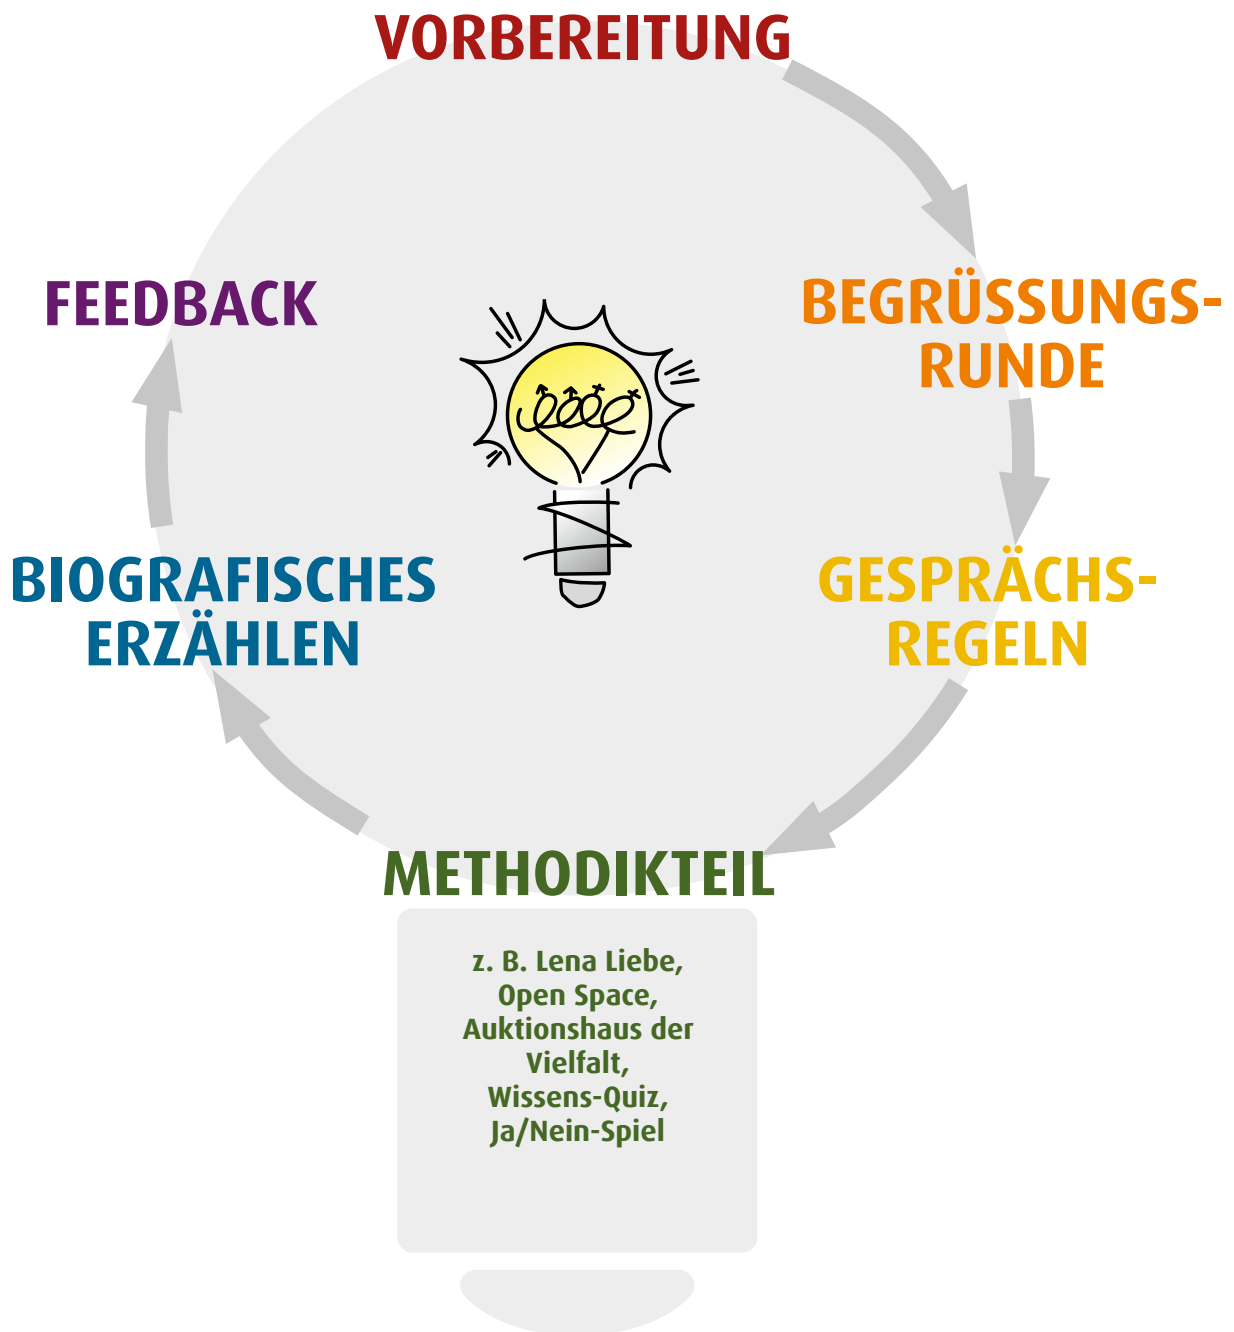 VORBEREITUNG
BEGRÜSSUNGS-
RUNDE
GESPRÄCHS-
REGELN
METHODIKTEIL
z. B. Lena Liebe,
Open Space,
Auktionshaus der
Vielfalt,
Wissens-Quiz,
Ja/Nein-Spiel
BIOGRAFISCHES
ERZÄHLEN
FEEDBACK